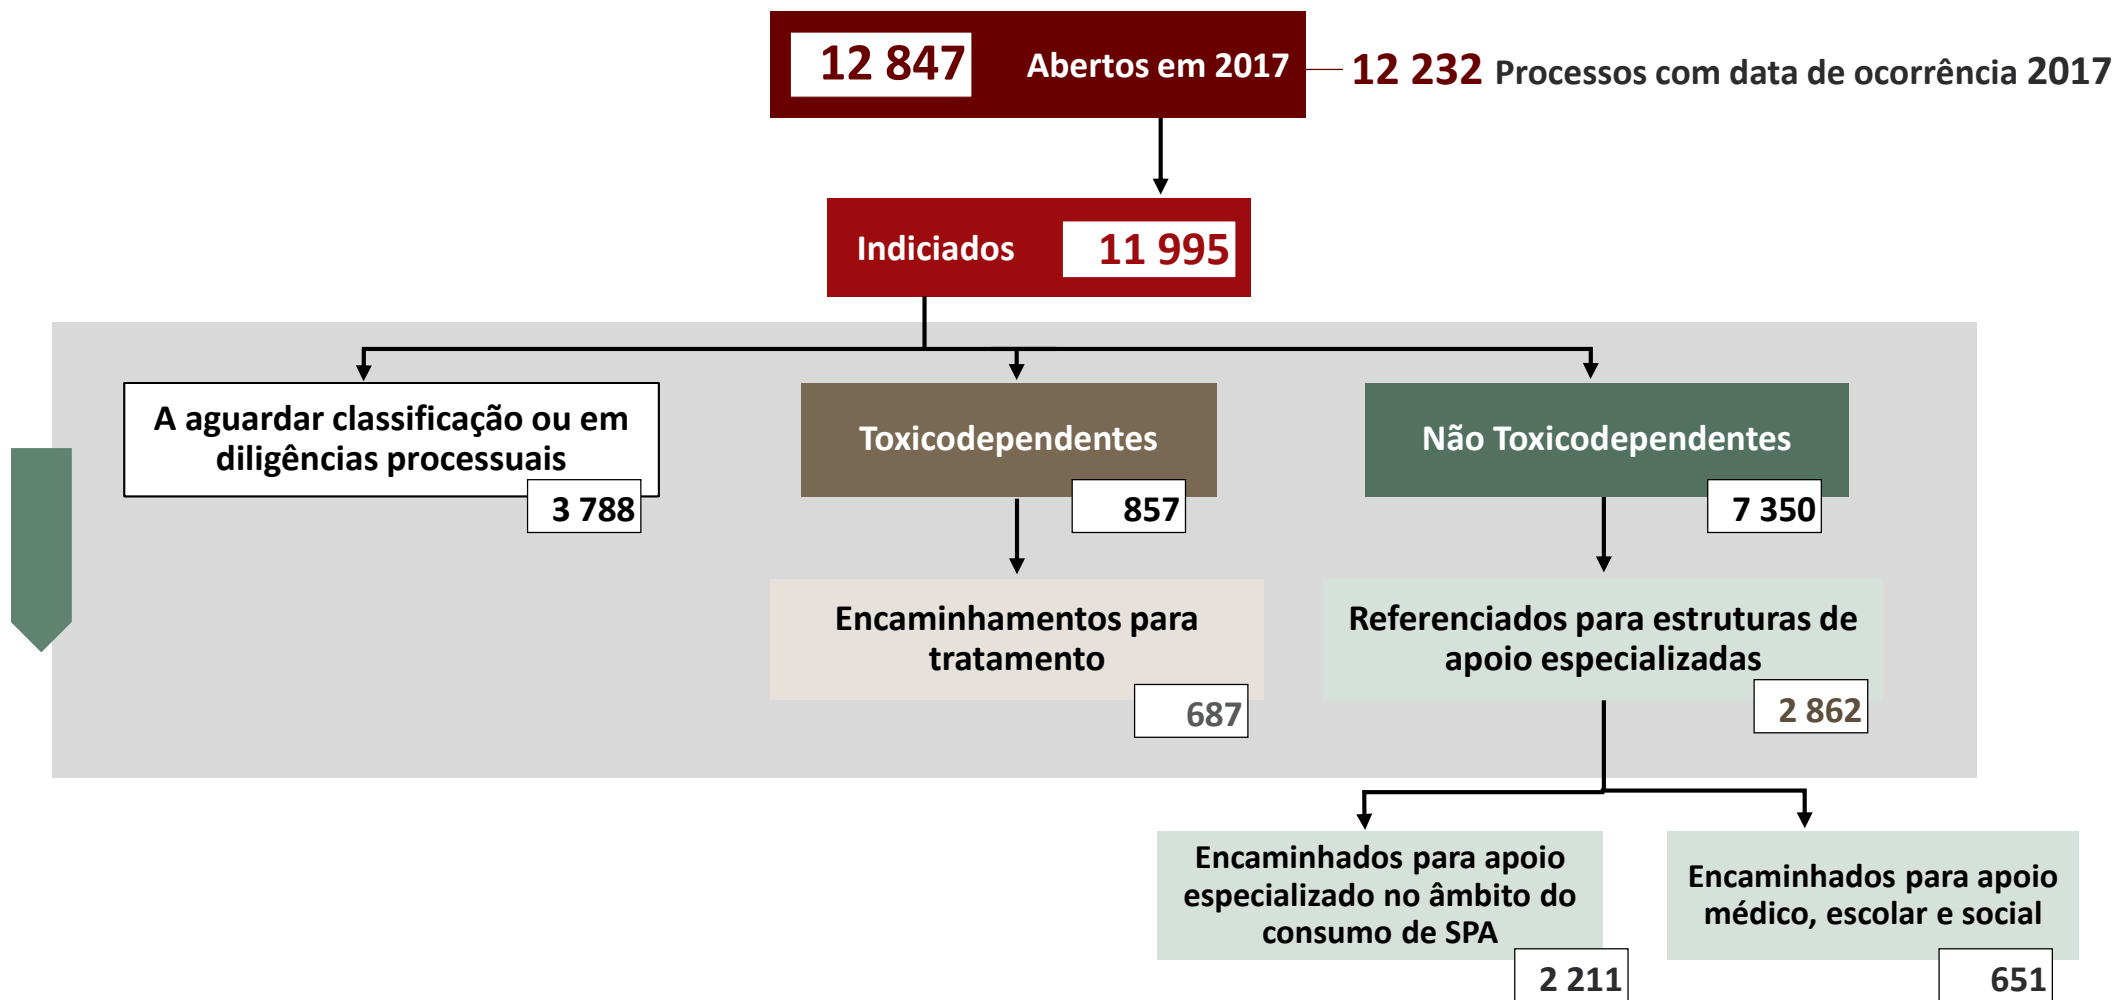 12 847 Abertos em 2017
12 232 Processos com data de ocorrência 2017
Indiciados 11 995
A aguardar classificação ou em
diligências processuais
3 788
Toxicodependentes
857
Não Toxicodependentes
7 350
Encaminhamentos para
tratamento
687
Referenciados para estruturas de
apoio especializadas
2 862
Encaminhados para apoio
especializado no âmbito do
consumo de SPA
2 211
Encaminhados para apoio
médico, escolar e social
651